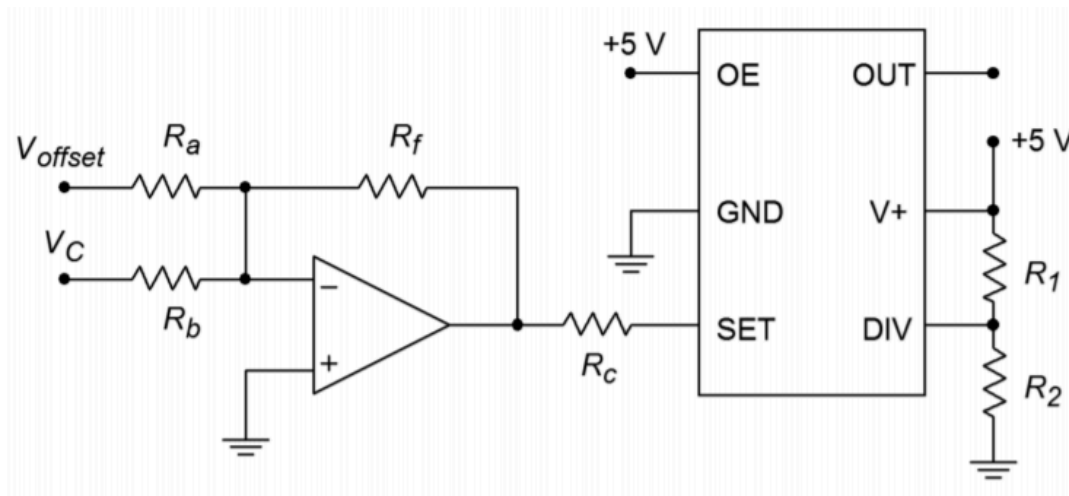 +5 V
OE
OUT
R_a
R_f
V_offset
+5 V
GND
V+
V_C
R_b
−
R_1
SET
DIV
+
R_c
R_2